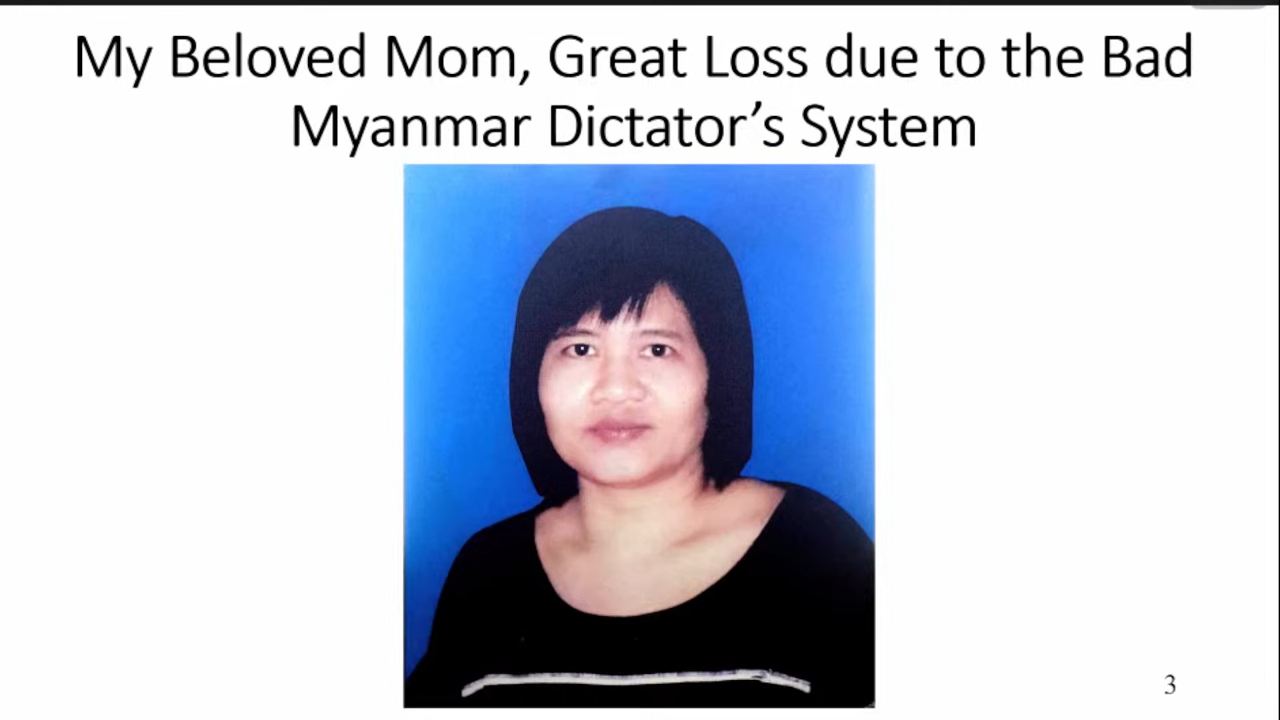 My Beloved Mom, Great Loss due to the Bad
Myanmar Dictator’s System
3